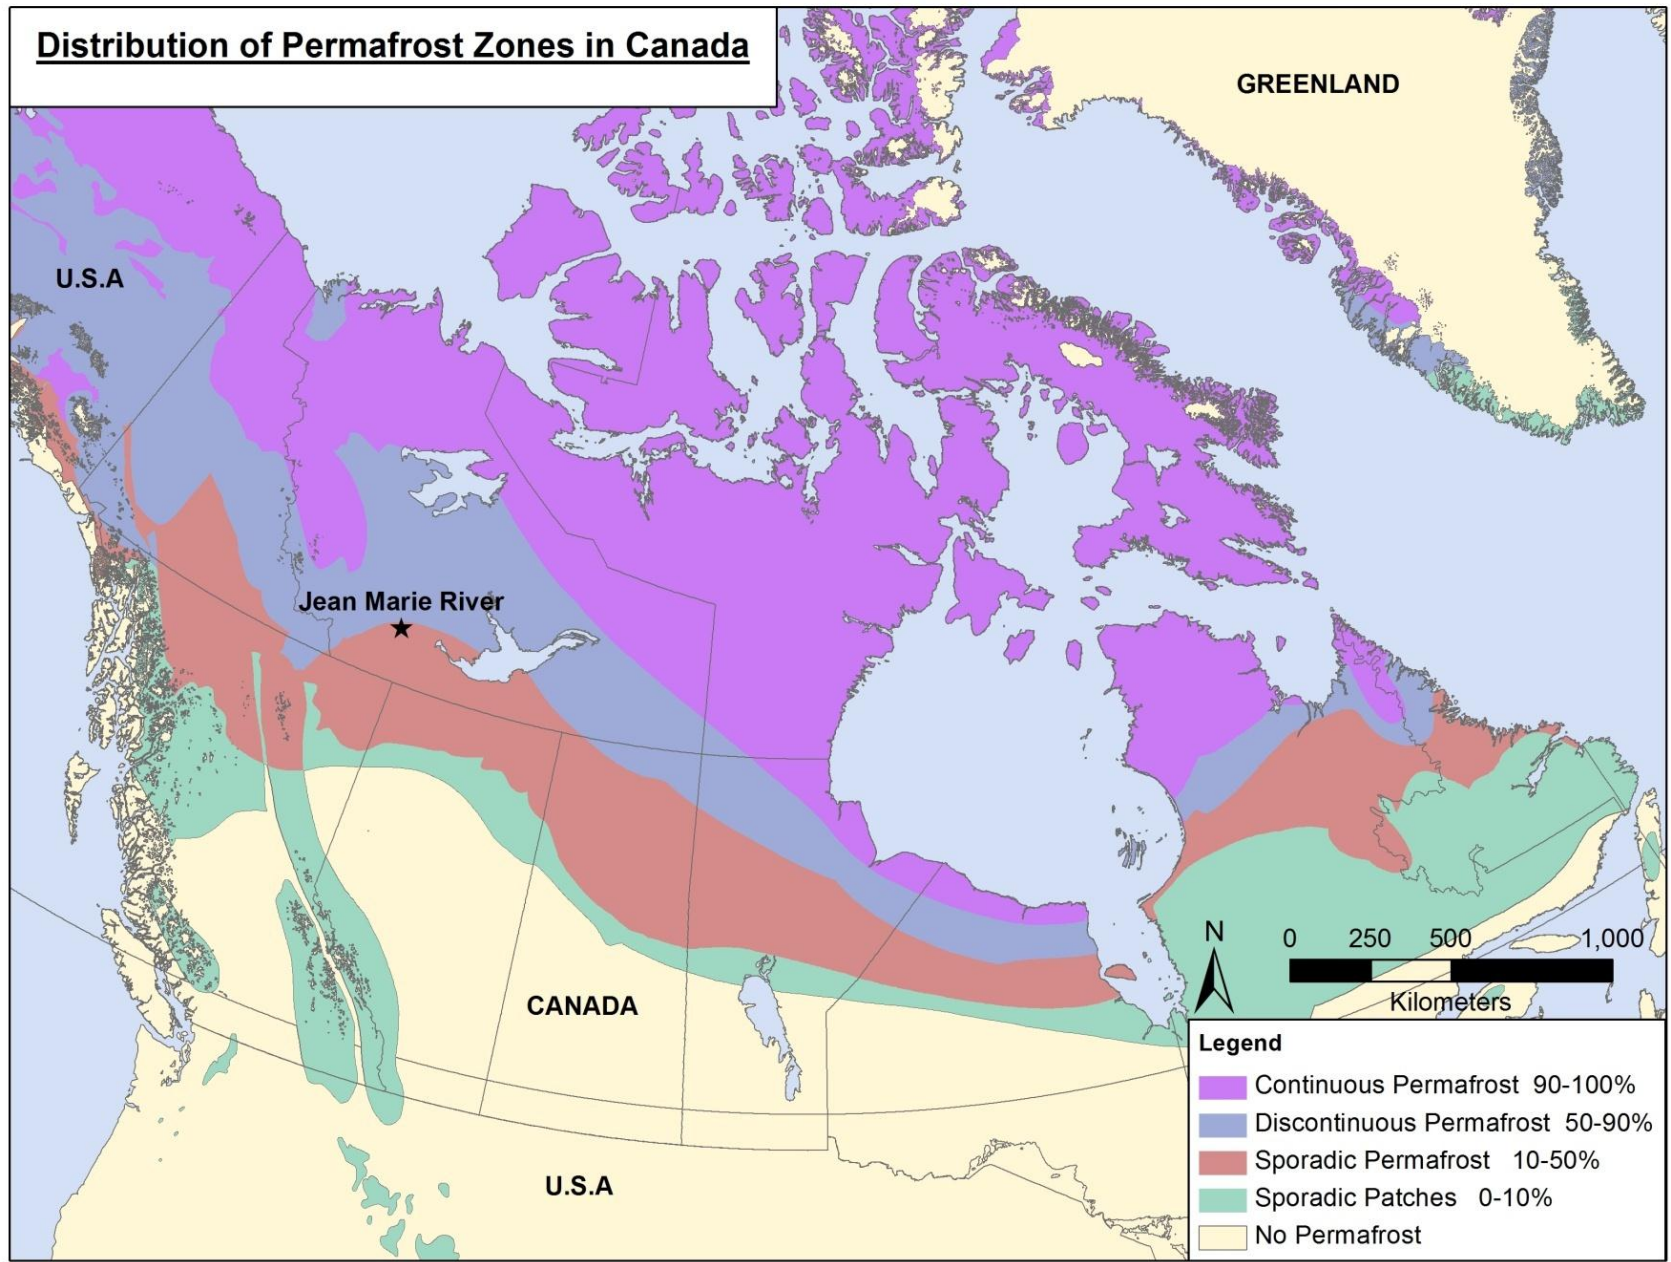 Distribution of Permafrost Zones in Canada
GREENLAND
U.S.A
Jean Marie River
N
0 250 500 1,000
Kilometers
CANADA
U.S.A
Legend
Continuous Permafrost 90-100%
Discontinuous Permafrost 50-90%
Sporadic Permafrost 10-50%
Sporadic Patches 0-10%
No Permafrost